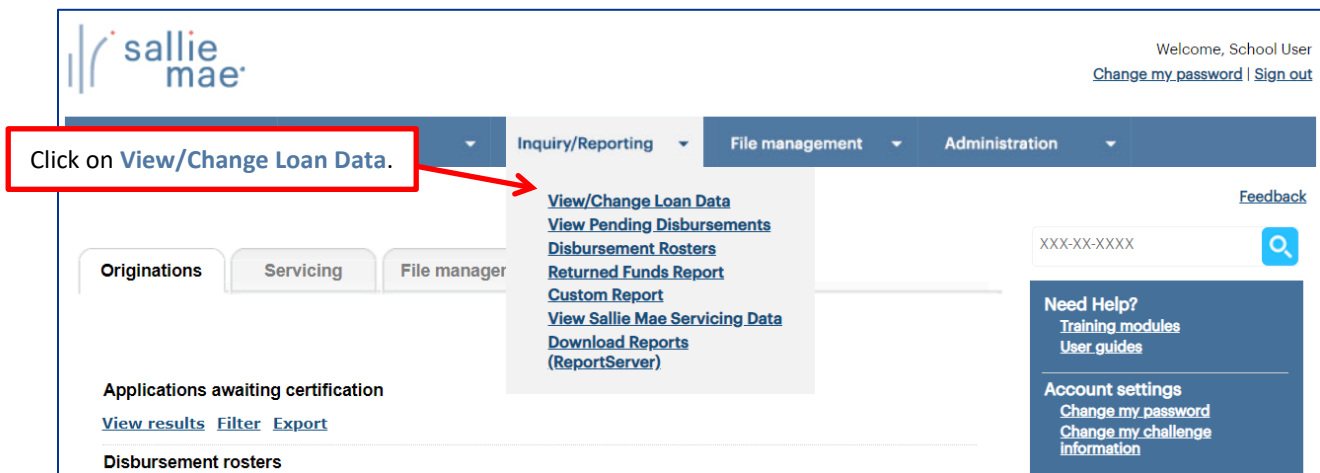 sallie
mae
Welcome, School User
Change my password | Sign out
Click on View/Change Loan Data.
Inquiry/Reporting
File management
Administration
View/Change Loan Data
View Pending Disbursements
Disbursement Rosters
Returned Funds Report
Custom Report
View Sallie Mae Servicing Data
Download Reports
(ReportServer)
Feedback
XXX-XX-XXXX
Originations
Servicing
File manager
Need Help?
Training modules
User guides
Applications awaiting certification
View results Filter Export
Account settings
Change my password
Change my challenge
information
Disbursement rosters